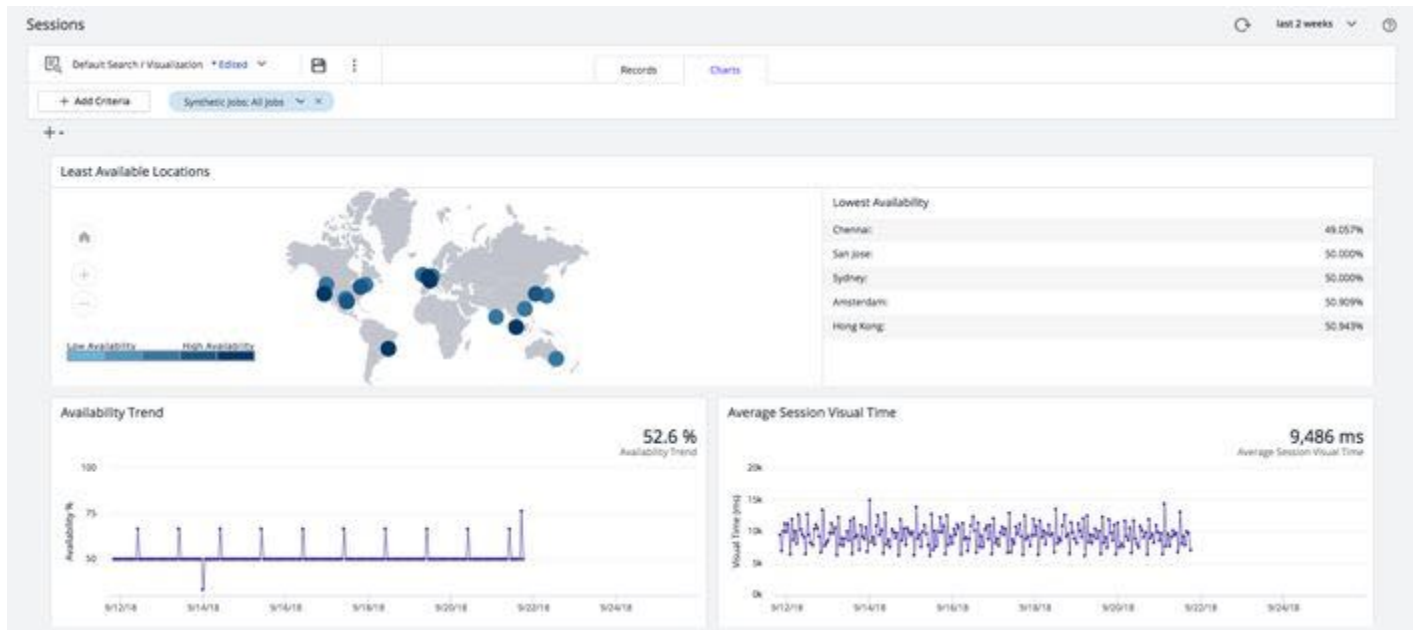 Sessions
last 2 weeks
Default Search / Visualization * Edited
Records
Charts
+ Add Criteria
Synthetic Jobs: All Jobs
Least Available Locations
Low Availability
High Availability
Lowest Availability
Chennai: 49.057%
San Jose: 50.000%
Sydney: 50.000%
Amsterdam: 50.909%
Hong Kong: 50.943%
Availability Trend
52.6 %
Availability Trend
100
75
50
Availability %
9/12/18 9/14/18 9/16/18 9/18/18 9/20/18 9/22/18 9/24/18
Average Session Visual Time
9,486 ms
Average Session Visual Time
20k
15k
10k
5k
0k
Visual Time (ms)
9/12/18 9/14/18 9/16/18 9/18/18 9/20/18 9/22/18 9/24/18